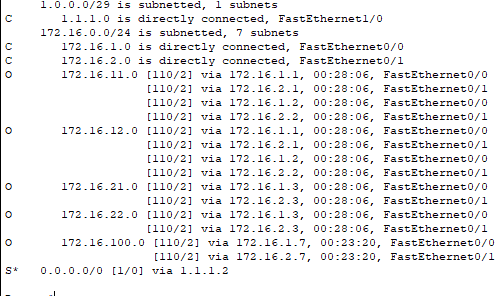 1.0.0.0/29 is subnetted, 1 subnets
C 1.1.1.0 is directly connected, FastEthernet1/0
172.16.0.0/24 is subnetted, 7 subnets
C 172.16.1.0 is directly connected, FastEthernet0/0
C 172.16.2.0 is directly connected, FastEthernet0/1
O 172.16.11.0 [110/2] via 172.16.1.1, 00:28:06, FastEthernet0/0
[110/2] via 172.16.2.1, 00:28:06, FastEthernet0/1
[110/2] via 172.16.1.2, 00:28:06, FastEthernet0/0
[110/2] via 172.16.2.2, 00:28:06, FastEthernet0/1
O 172.16.12.0 [110/2] via 172.16.1.1, 00:28:06, FastEthernet0/0
[110/2] via 172.16.2.1, 00:28:06, FastEthernet0/1
[110/2] via 172.16.1.2, 00:28:06, FastEthernet0/0
[110/2] via 172.16.2.2, 00:28:06, FastEthernet0/1
O 172.16.21.0 [110/2] via 172.16.1.3, 00:28:06, FastEthernet0/0
[110/2] via 172.16.2.3, 00:28:06, FastEthernet0/1
O 172.16.22.0 [110/2] via 172.16.1.3, 00:28:06, FastEthernet0/0
[110/2] via 172.16.2.3, 00:28:06, FastEthernet0/1
O 172.16.100.0 [110/2] via 172.16.1.7, 00:23:20, FastEthernet0/0
[110/2] via 172.16.2.7, 00:23:20, FastEthernet0/1
S* 0.0.0.0/0 [1/0] via 1.1.1.2